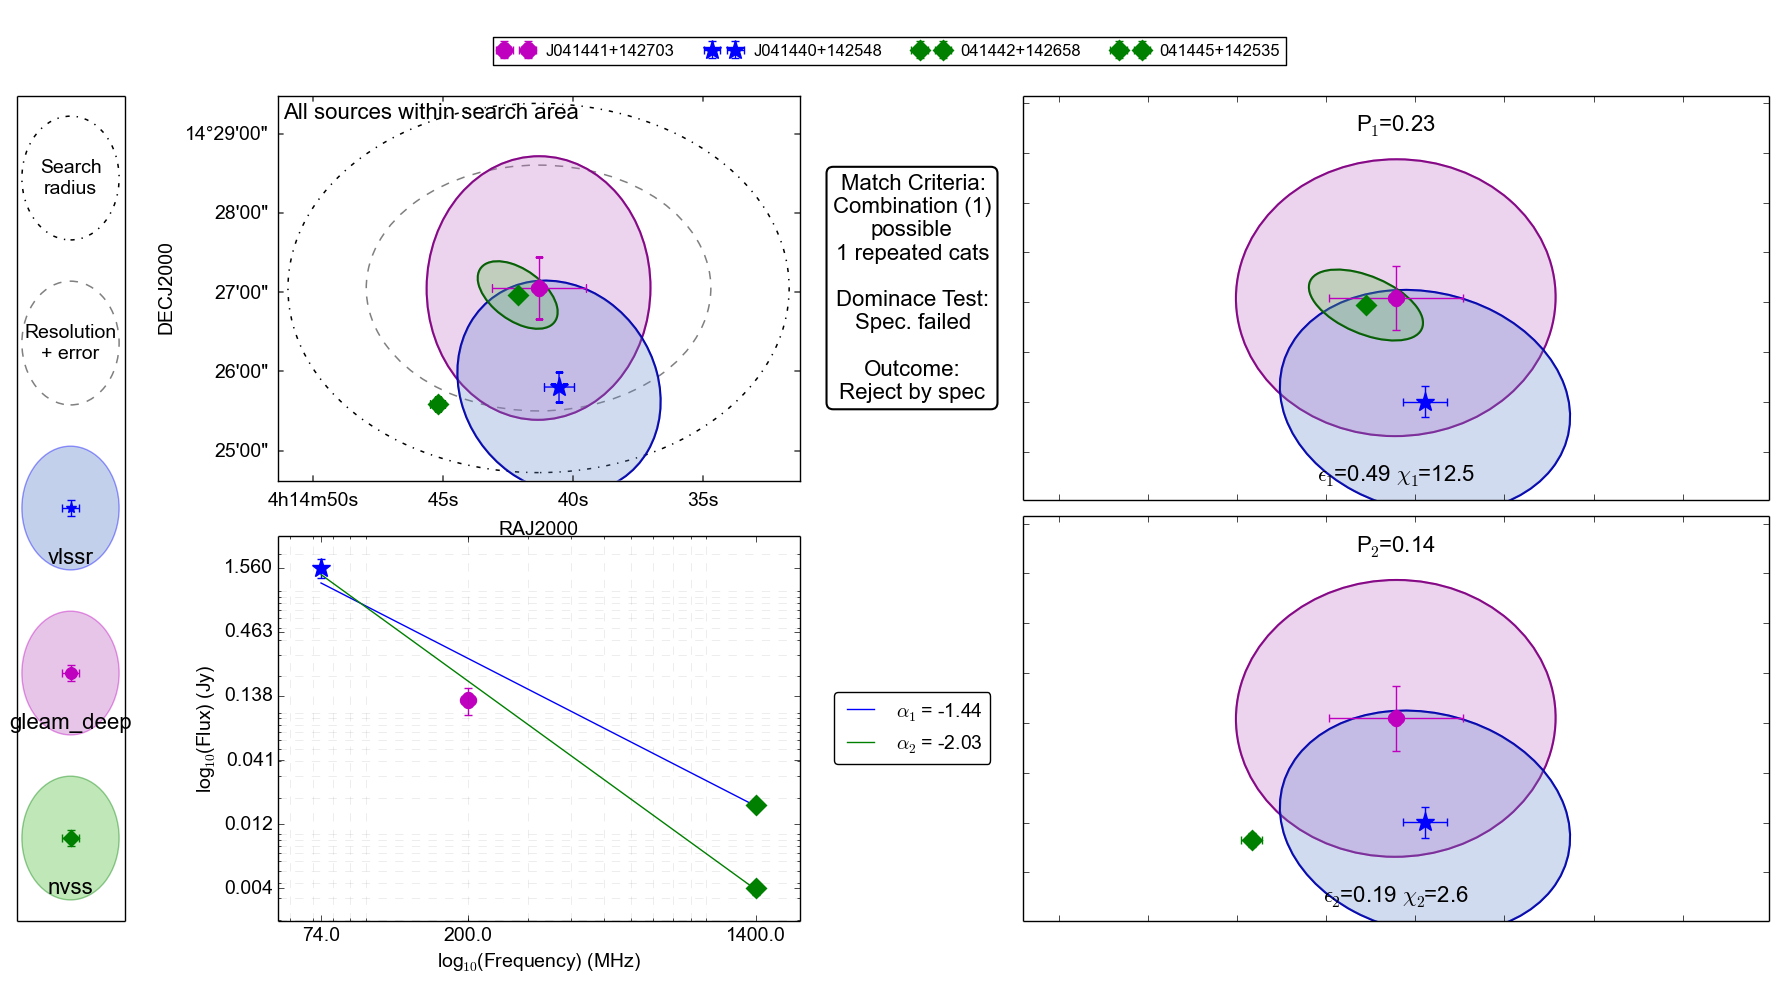 J041441+142703 J041440+142548 041442+142658 041445+142535
Search
radius
Resolution
+ error
vlssr
gleam_deep
nvss
All sources within search area
DECJ2000
14°29'00"
28'00"
27'00"
26'00"
25'00"
4h14m50s 45s 40s 35s
RAJ2000
Match Criteria:
Combination (1)
possible
1 repeated cats
Dominace Test:
Spec. failed
Outcome:
Reject by spec
P₁=0.23
ϵ₁=0.49 χ₁=12.5
log₁₀(Flux) (Jy)
1.560
0.463
0.138
0.041
0.012
0.004
74.0 200.0 1400.0
log₁₀(Frequency) (MHz)
α₁ = -1.44
α₂ = -2.03
P₂=0.14
ϵ₂=0.19 χ₂=2.6